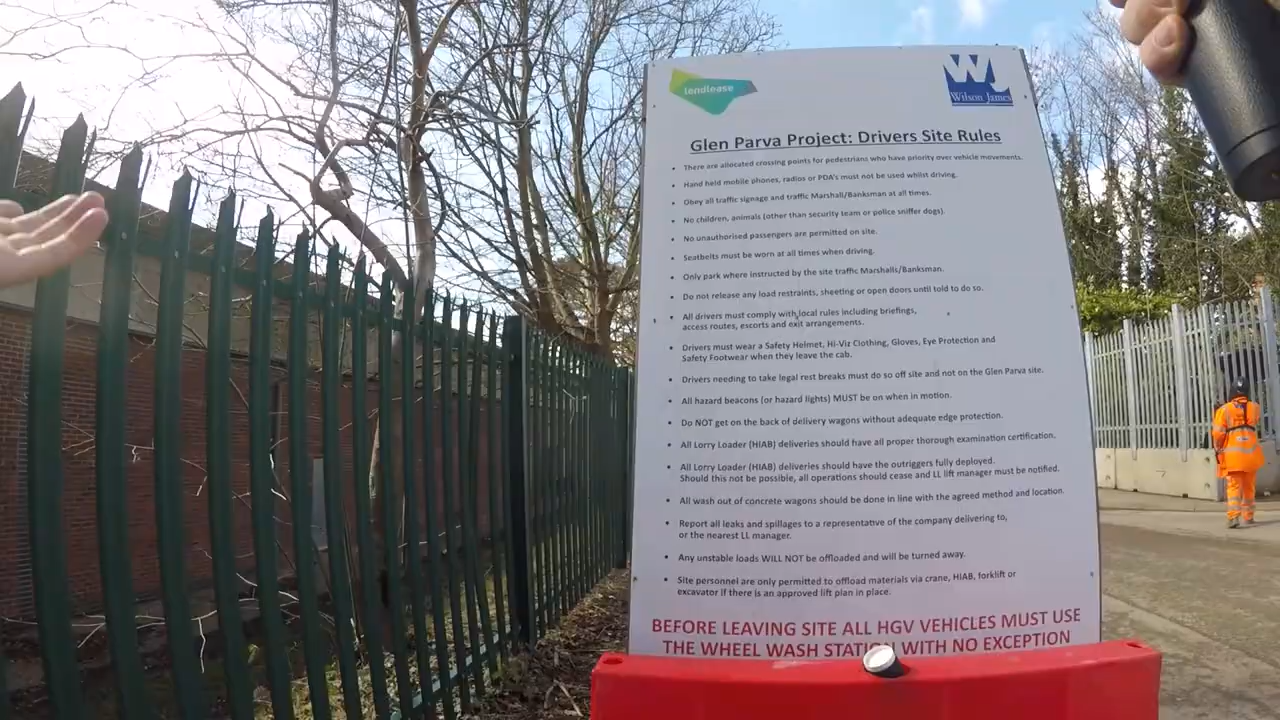 lendlease
WJ
Wilson James
Glen Parva Project: Drivers Site Rules
• There are allocated crossing points for pedestrians who have priority over vehicle movements.
• Hand held mobile phones, radios or PDA's must not be used whilst driving.
• Obey all traffic signage and traffic Marshall/Banksman at all times.
• No children, animals (other than security team or police sniffer dogs).
• No unauthorised passengers are permitted on site.
• Seatbelts must be worn at all times when driving.
• Only park where instructed by the site traffic Marshalls/Banksman.
• Do not release any load restraints, sheeting or open doors until told to do so.
• All drivers must comply with local rules including briefings,
access routes, escorts and exit arrangements.
• Drivers must wear a Safety Helmet, Hi-Viz Clothing, Gloves, Eye Protection and
Safety Footwear when they leave the cab.
• Drivers needing to take legal rest breaks must do so off site and not on the Glen Parva site.
• All hazard beacons (or hazard lights) MUST be on when in motion.
• Do NOT get on the back of delivery wagons without adequate edge protection.
• All Lorry Loader (HIAB) deliveries should have all proper thorough examination certification.
• All Lorry Loader (HIAB) deliveries should have the outriggers fully deployed.
Should this not be possible, all operations should cease and LL lift manager must be notified.
• All wash out of concrete wagons should be done in line with the agreed method and location.
• Report all leaks and spillages to a representative of the company delivering to,
or the nearest LL manager.
• Any unstable loads WILL NOT be offloaded and will be turned away.
• Site personnel are only permitted to offload materials via crane, HIAB, forklift or
excavator if there is an approved lift plan in place.
BEFORE LEAVING SITE ALL HGV VEHICLES MUST USE
THE WHEEL WASH STATION WITH NO EXCEPTION